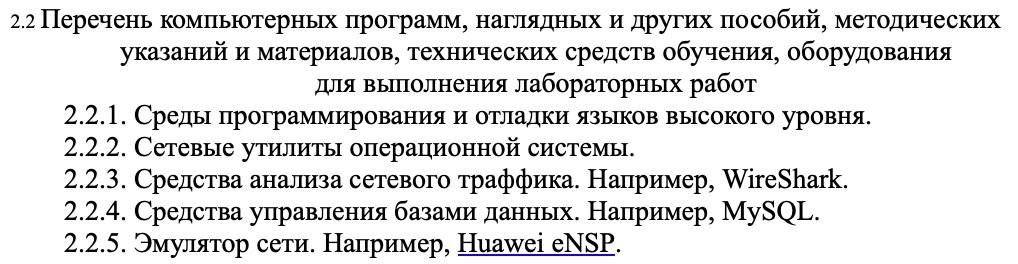 2.2 Перечень компьютерных программ, наглядных и других пособий, методических
указаний и материалов, технических средств обучения, оборудования
для выполнения лабораторных работ
2.2.1. Среды программирования и отладки языков высокого уровня.
2.2.2. Сетевые утилиты операционной системы.
2.2.3. Средства анализа сетевого траффика. Например, WireShark.
2.2.4. Средства управления базами данных. Например, MySQL.
2.2.5. Эмулятор сети. Например, Huawei eNSP.